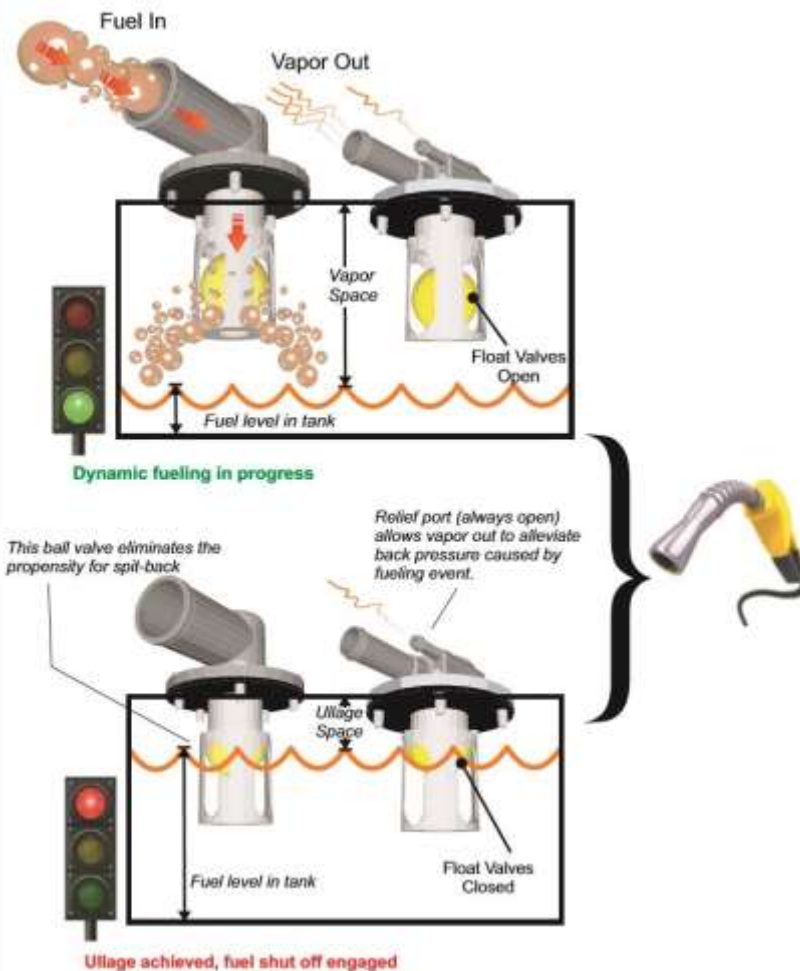 Fuel In
Vapor Out
Vapor
Space
Float Valves
Open
Fuel level in tank
Dynamic fueling in progress
Relief port (always open)
allows vapor out to alleviate
back pressure caused by
fueling event.
This ball valve eliminates the
propensity for spit-back
Ullage
Space
Fuel level in tank
Float Valves
Closed
Ullage achieved, fuel shut off engaged